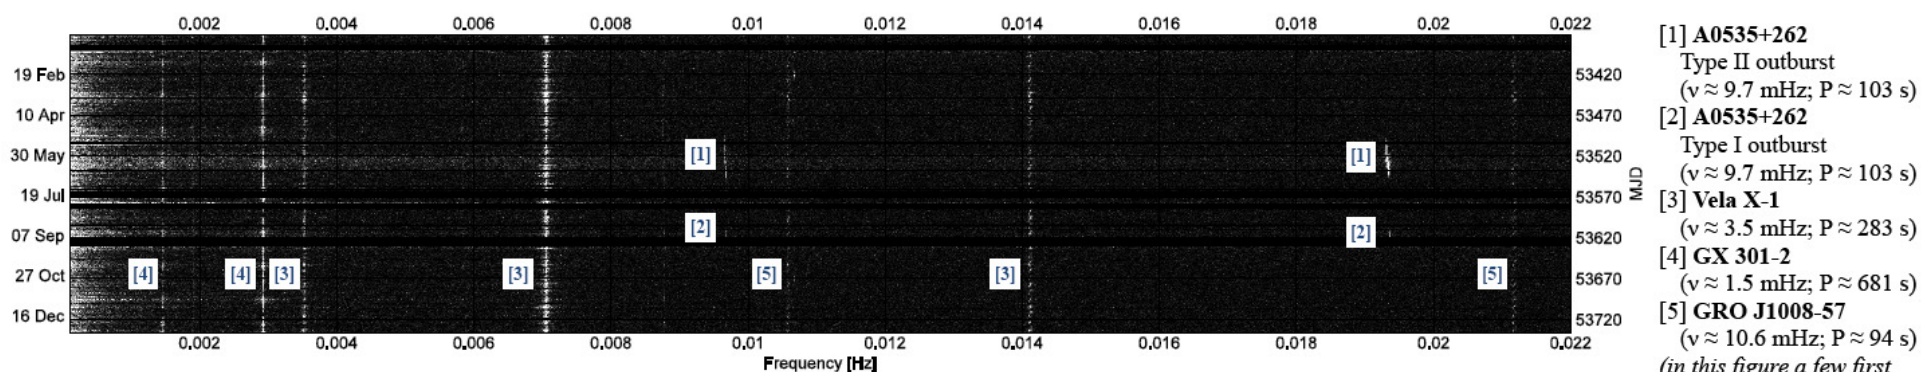 0.002 0.004 0.006 0.008 0.01 0.012 0.014 0.016 0.018 0.02 0.022
19 Feb 53420
10 Apr 53470
30 May [1] [1] 53520
19 Jul 53570
MJD
07 Sep [2] [2] 53620
27 Oct [4] [4] [3] [3] [5] [3] [5] 53670
16 Dec 53720
0.002 0.004 0.006 0.008 0.01 0.012 0.014 0.016 0.018 0.02 0.022
Frequency [Hz]
[1] A0535+262
Type II outburst
(ν ≈ 9.7 mHz; P ≈ 103 s)
[2] A0535+262
Type I outburst
(ν ≈ 9.7 mHz; P ≈ 103 s)
[3] Vela X-1
(ν ≈ 3.5 mHz; P ≈ 283 s)
[4] GX 301-2
(ν ≈ 1.5 mHz; P ≈ 681 s)
[5] GRO J1008-57
(ν ≈ 10.6 mHz; P ≈ 94 s)
(in this figure a few first